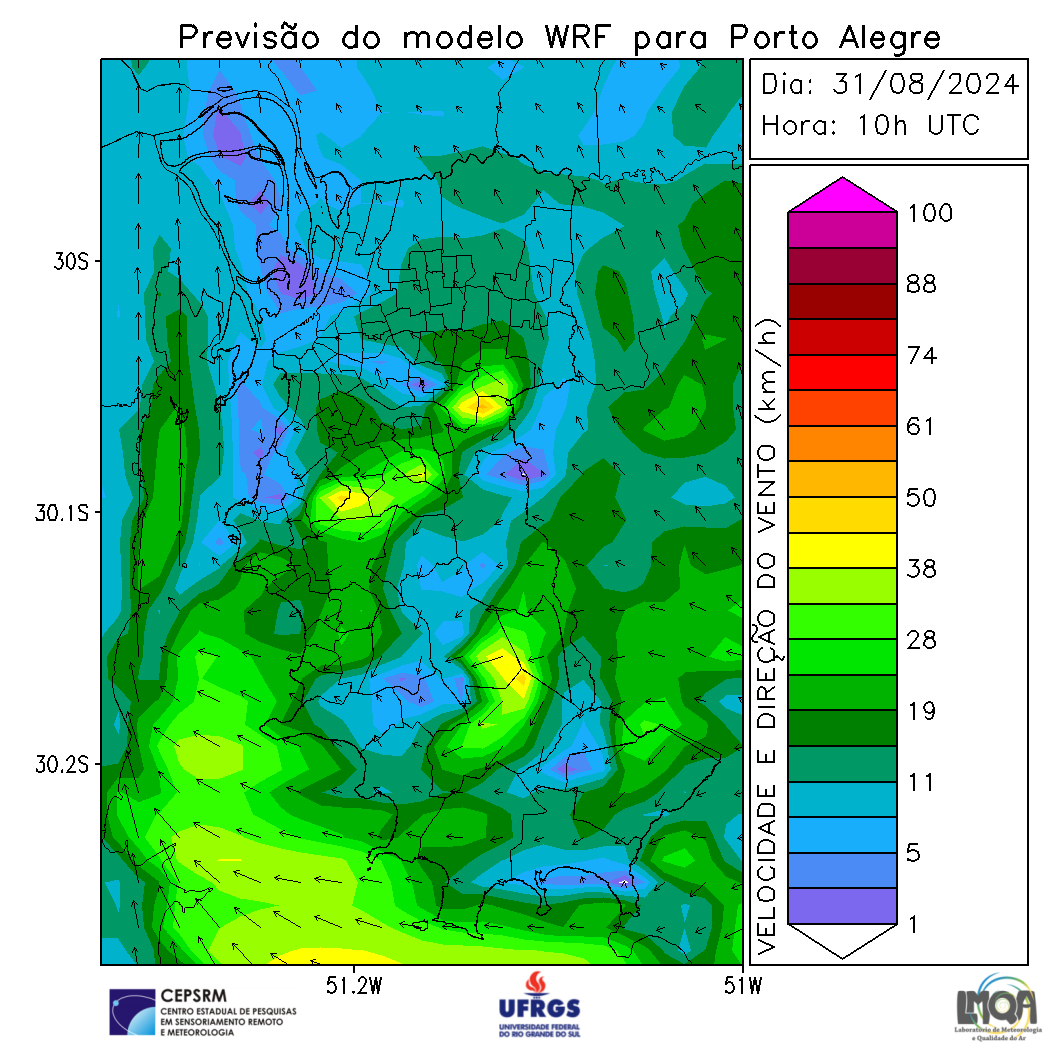 Previsão do modelo WRF para Porto Alegre
Dia: 31/08/2024
Hora: 10h UTC
30S
30.1S
30.2S
51.2W
51W
VELOCIDADE E DIREÇÃO DO VENTO (km/h)
100
88
74
61
50
38
28
19
11
5
1
CEPSRM
CENTRO ESTADUAL DE PESQUISAS
EM SENSORIAMENTO REMOTO
E METEOROLOGIA
UFRGS
UNIVERSIDADE FEDERAL
DO RIO GRANDE DO SUL
LMQA
Laboratório de Meteorologia
e Qualidade do Ar